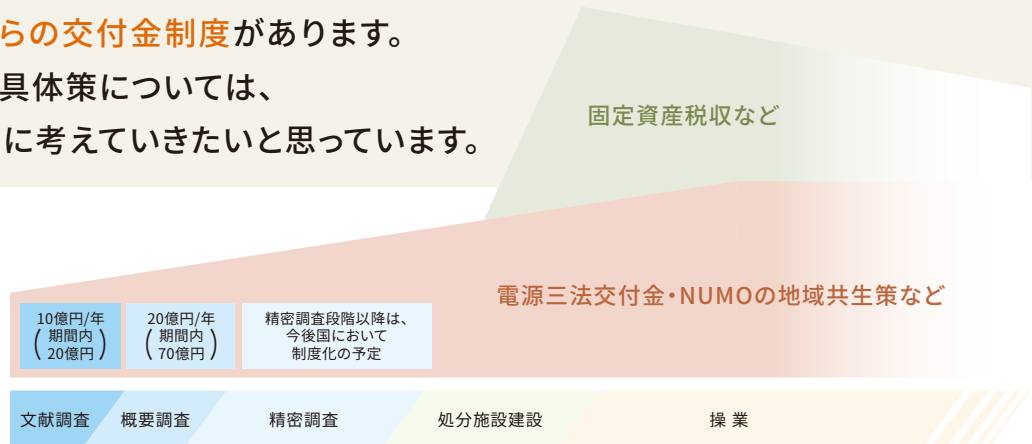 らの交付金制度があります。
具体策については、
に考えていきたいと思っています。
固定資産税収など
電源三法交付金・NUMOの地域共生策など
10億円/年
(期間内
20億円)
20億円/年
(期間内
70億円)
精密調査段階以降は、
今後国において
制度化の予定
文献調査
概要調査
精密調査
処分施設建設
操業